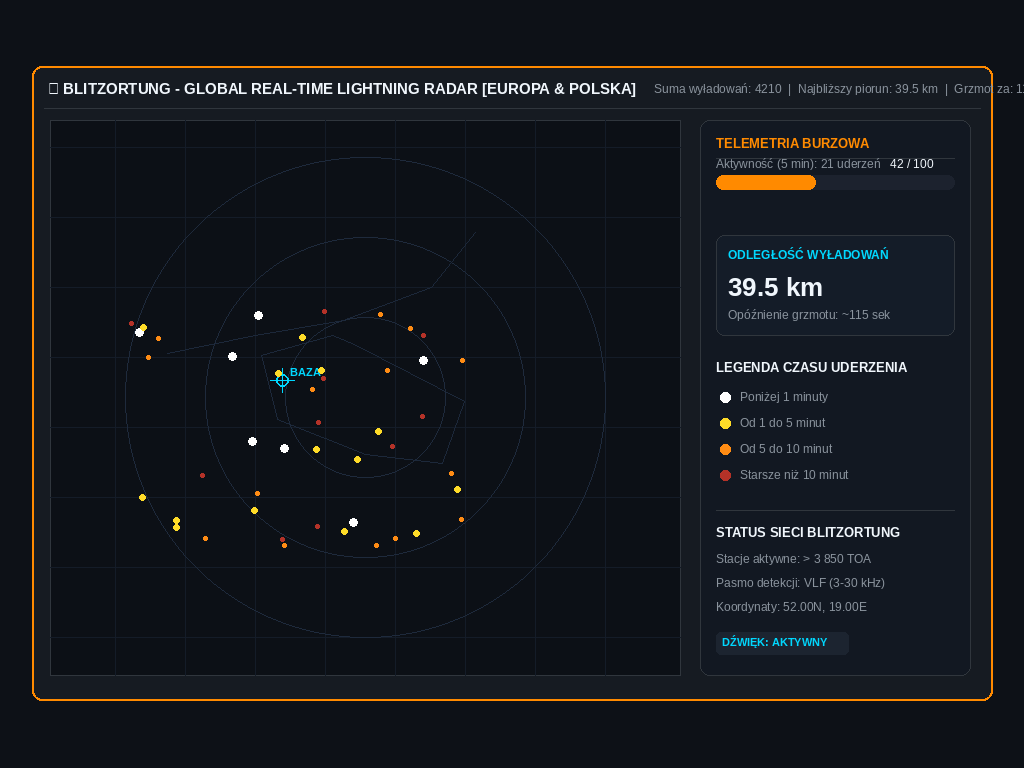 BLITZORTUNG - GLOBAL REAL-TIME LIGHTNING RADAR [EUROPA & POLSKA]
Suma wyładowań: 4210 | Najbliższy piorun: 39.5 km | Grzmot za: 11
TELEMETRIA BURZOWA
Aktywność (5 min): 21 uderzeń 42 / 100
ODLEGŁOŚĆ WYŁADOWAŃ
39.5 km
Opóźnienie grzmotu: ~115 sek
BAZA
LEGENDA CZASU UDERZENIA
Poniżej 1 minuty
Od 1 do 5 minut
Od 5 do 10 minut
Starsze niż 10 minut
STATUS SIECI BLITZORTUNG
Stacje aktywne: > 3 850 TOA
Pasmo detekcji: VLF (3-30 kHz)
Koordynaty: 52.00N, 19.00E
DŹWIĘK: AKTYWNY